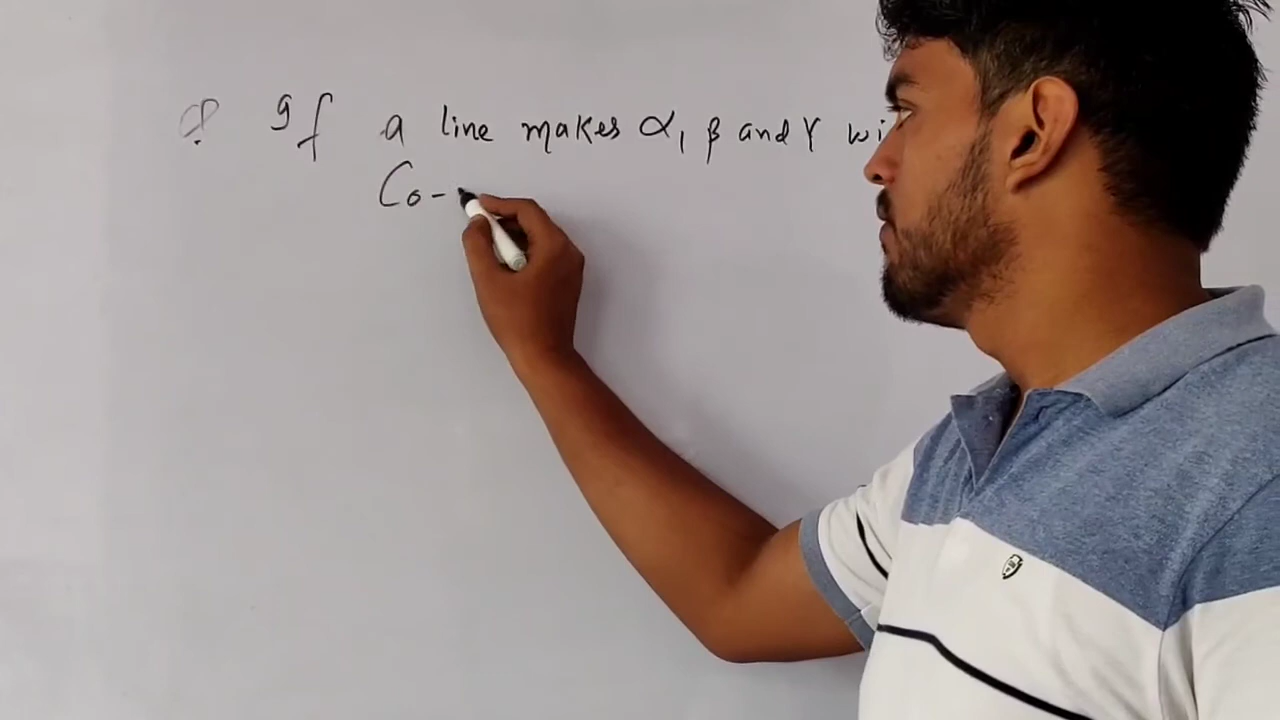 Q. If a line makes α, β and γ wi
Co-